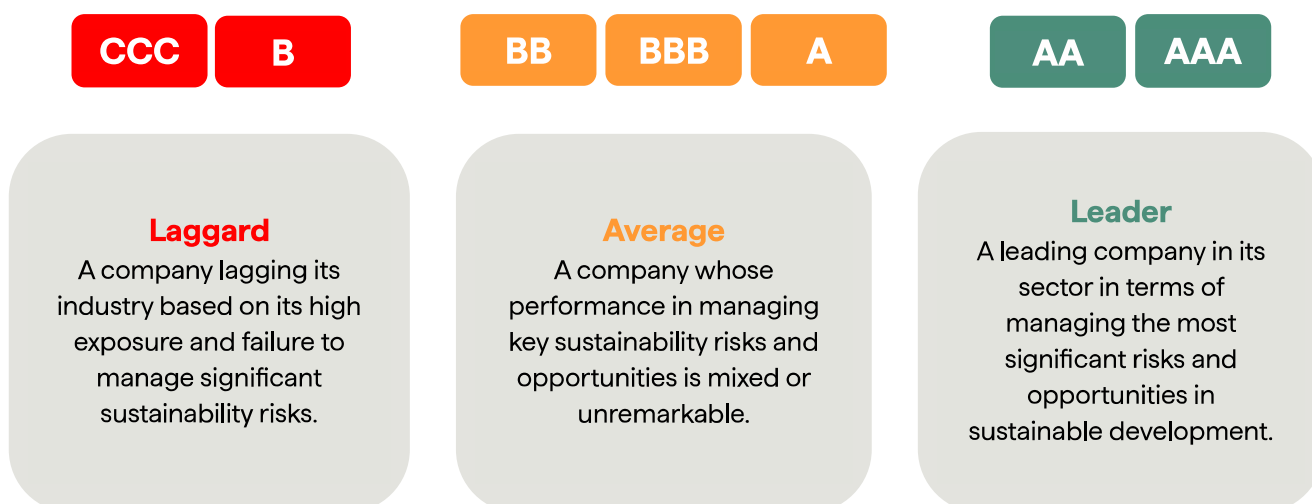 CCC
B
BB
BBB
A
AA
AAA
Laggard
A company lagging its
industry based on its high
exposure and failure to
manage significant
sustainability risks.
Average
A company whose
performance in managing
key sustainability risks and
opportunities is mixed or
unremarkable.
Leader
A leading company in its
sector in terms of
managing the most
significant risks and
opportunities in
sustainable development.